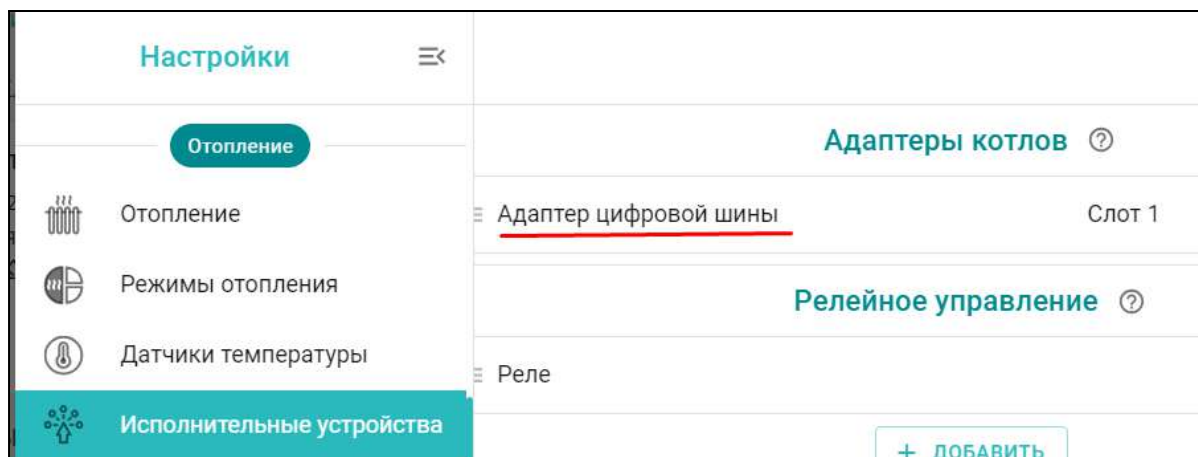 Настройки
Отопление
Отопление
Режимы отопления
Датчики температуры
Исполнительные устройства
Адаптеры котлов
Адаптер цифровой шины Слот 1
Релейное управление
Реле
+ ДОБАВИТЬ